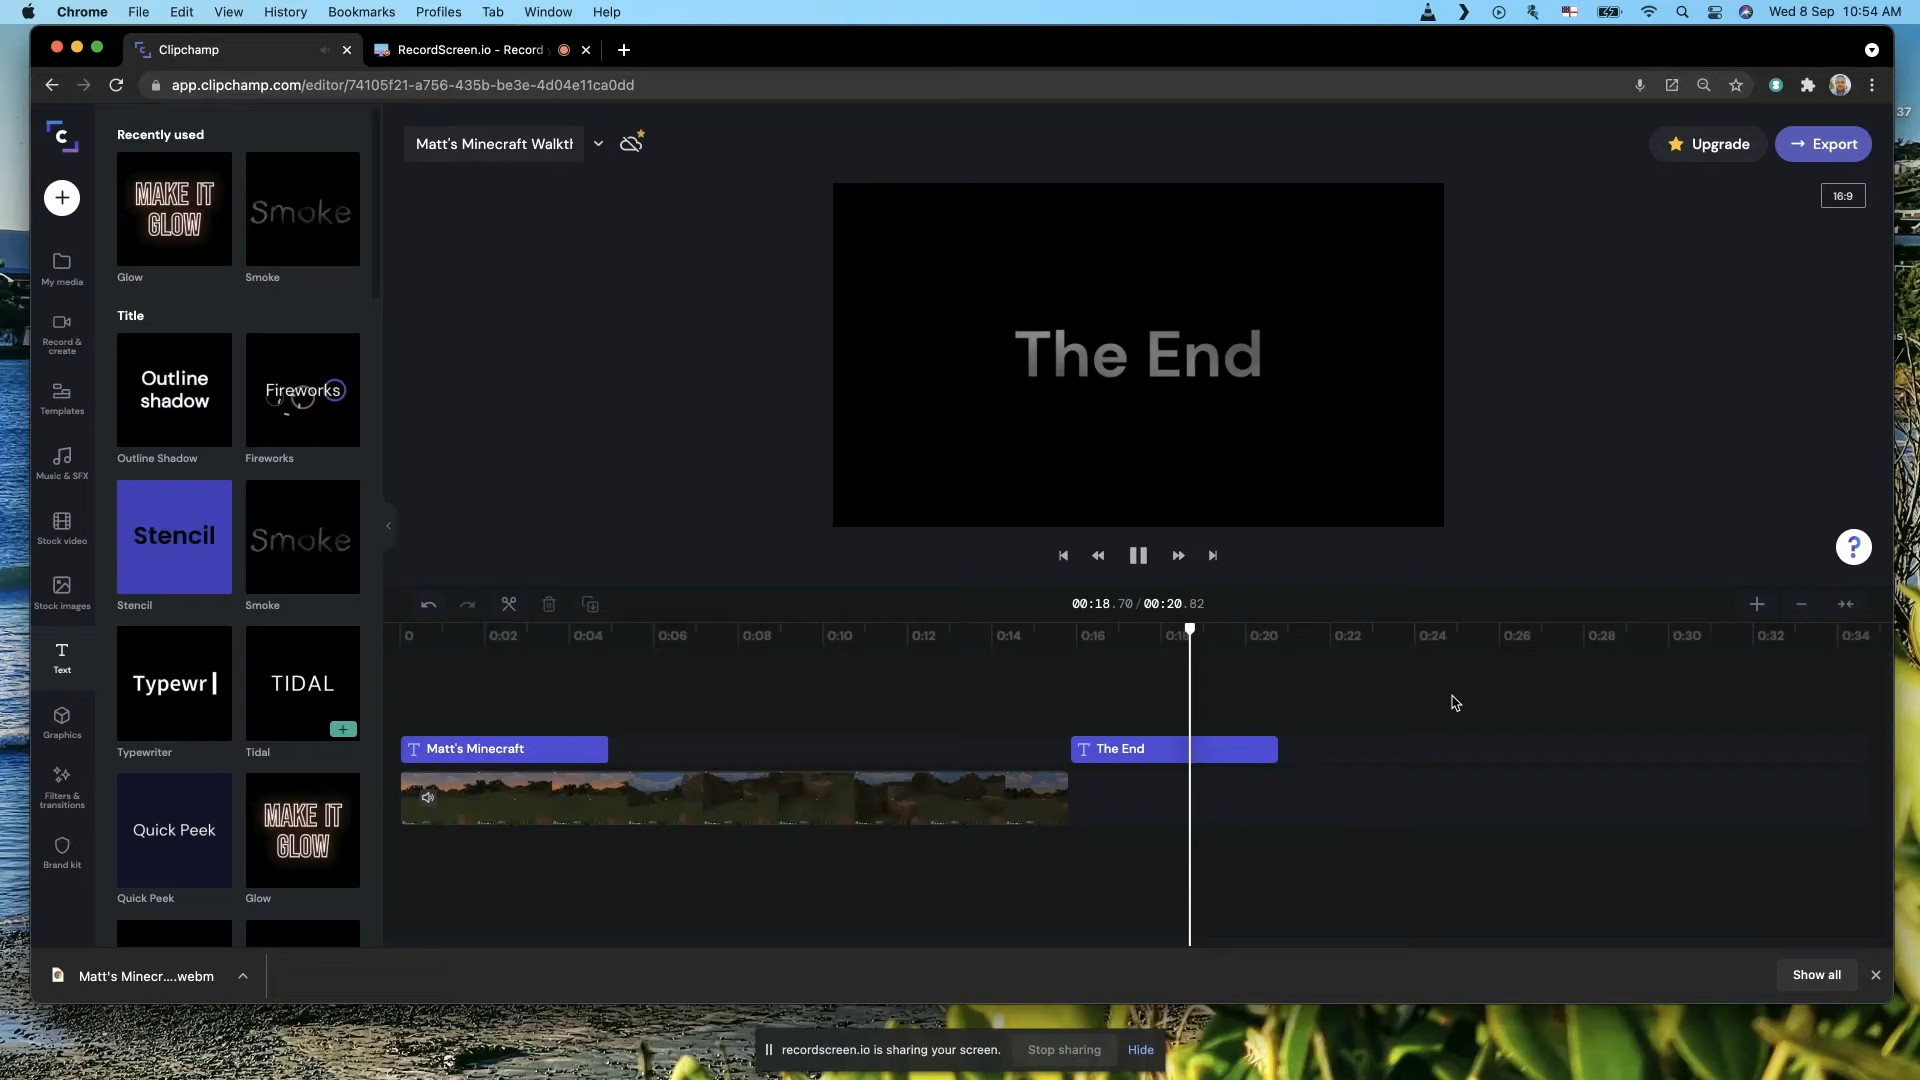 Chrome File Edit View History Bookmarks Profiles Tab Window Help Wed 8 Sep 10:54 AM
Clipchamp RecordScreen.io - Record
app.clipchamp.com/editor/74105f21-a756-435b-be3e-4d04e11ca0dd
37
Recently used
MAKE IT
GLOW
Smoke
Glow Smoke
Title
Outline
shadow
Fireworks
Outline Shadow Fireworks
Stencil Smoke
Stencil Smoke
Typewr TIDAL
Typewriter Tidal
Quick Peek
MAKE IT
GLOW
Quick Peek Glow
My media
Record &
create
Templates
Music & SFX
Stock video
Stock images
T
Text
Graphics
Filters &
transitions
Brand kit
Matt's Minecraft Walkth
Upgrade Export
16:9
The End
?
00:18.70/00:20.82
0 0:02 0:04 0:06 0:08 0:10 0:12 0:14 0:16 0:18 0:20 0:22 0:24 0:26 0:28 0:30 0:32 0:34
T Matt's Minecraft T The End
Matt's Minecr....webm Show all
recordscreen.io is sharing your screen. Stop sharing Hide